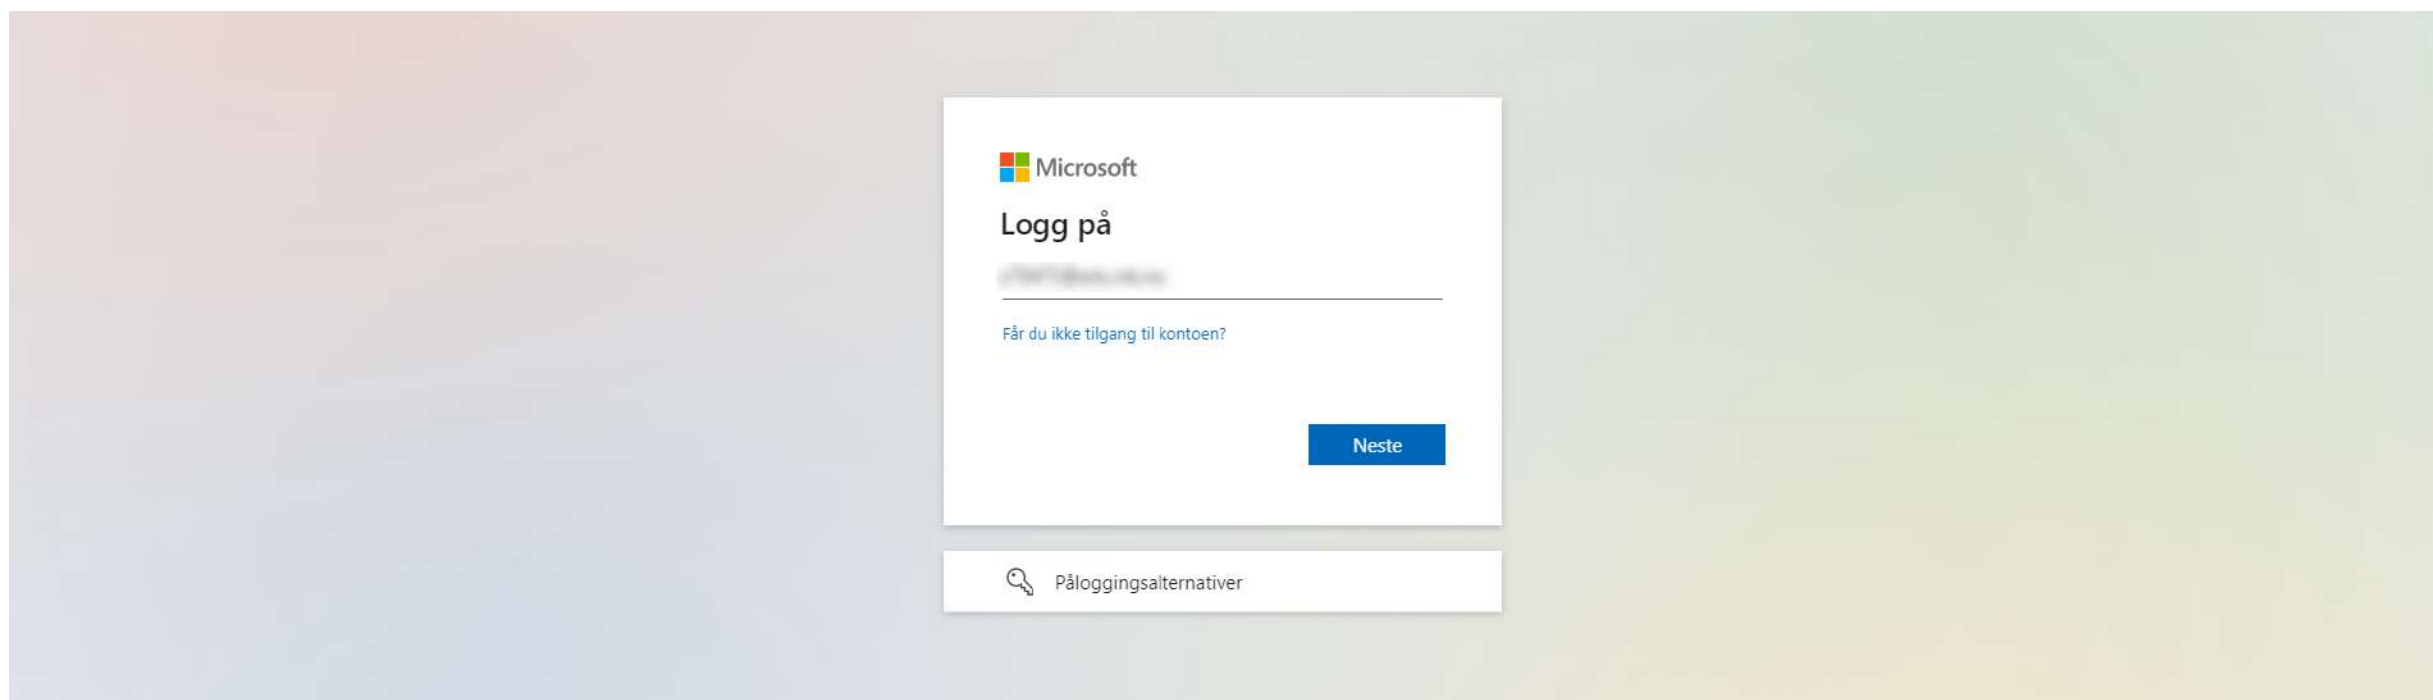 Microsoft
Logg på
Får du ikke tilgang til kontoen?
Neste
Påloggingsalternativer